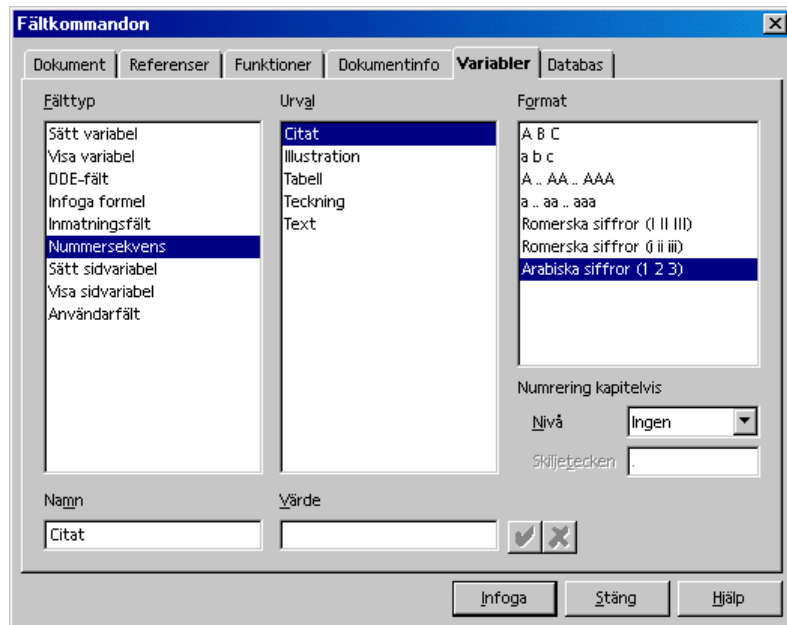 Fältkommandon
Dokument Referenser Funktioner Dokumentinfo Variabler Databas
Fälttyp
Sätt variabel
Visa variabel
DDE-fält
Infoga formel
Inmatningsfält
Nummersekvens
Sätt sidvariabel
Visa sidvariabel
Användarfält
Urval
Citat
Illustration
Tabell
Teckning
Text
Format
A B C
a b c
A .. AA .. AAA
a .. aa .. aaa
Romerska siffror (I II III)
Romerska siffror (i ii iii)
Arabiska siffror (1 2 3)
Numrering kapitelvis
Nivå Ingen
Skiljetecken .
Namn
Citat
Värde
Infoga Stäng Hjälp